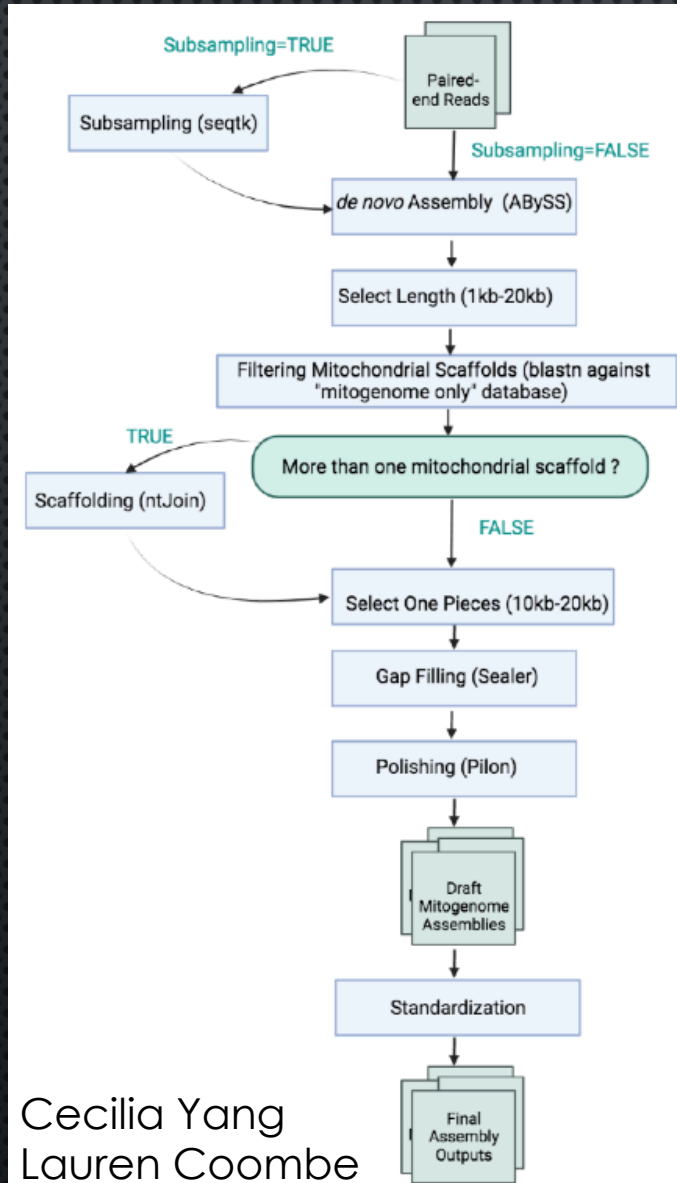 Subsampling=TRUE
Paired-
end Reads
Subsampling (seqtk)
Subsampling=FALSE
de novo Assembly (ABySS)
Select Length (1kb-20kb)
Filtering Mitochondrial Scaffolds (blastn against
"mitogenome only" database)
TRUE
More than one mitochondrial scaffold ?
Scaffolding (ntJoin)
FALSE
Select One Pieces (10kb-20kb)
Gap Filling (Sealer)
Polishing (Pilon)
Draft
Mitogenome
Assemblies
Standardization
Final
Assembly
Outputs
Cecilia Yang
Lauren Coombe